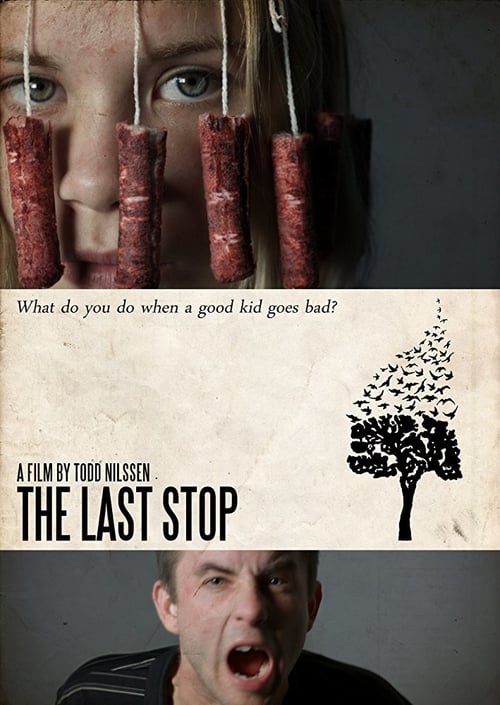 What do you do when a good kid goes bad?
A FILM BY TODD NILSSEN
THE LAST STOP